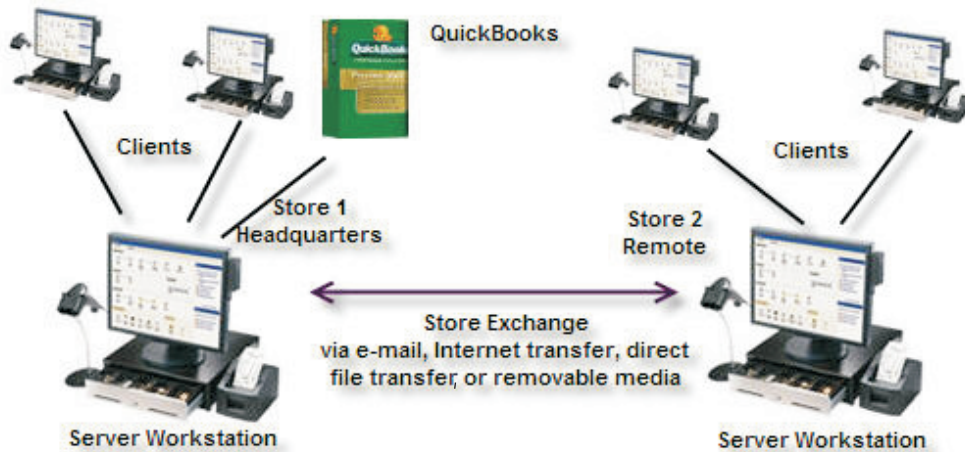 QuickBooks
QuickBooks
Clients
Clients
Store 1
Headquarters
Store 2
Remote
Store Exchange
via e-mail, Internet transfer, direct
file transfer, or removable media
Server Workstation
Server Workstation